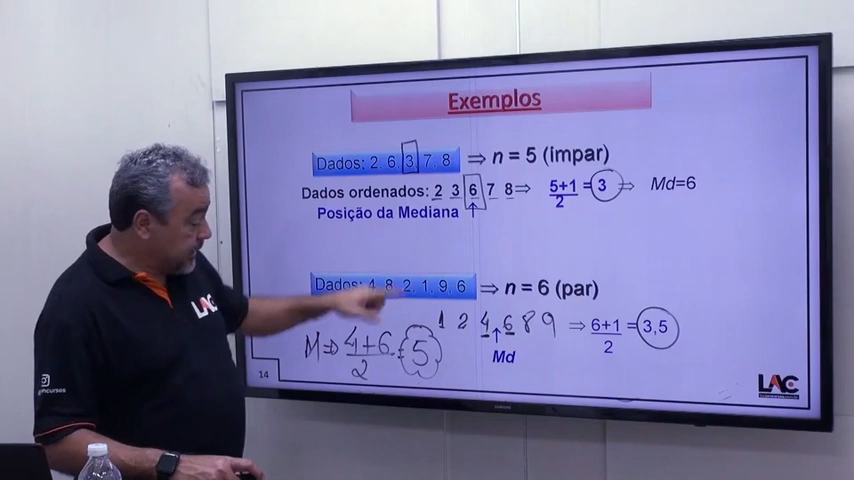 Exemplos
Dados: 2, 6, 3, 7, 8 ⇒ n = 5 (impar)
Dados ordenados: 2 3 6 7 8 ⇒ 5+1/2 = 3 ⇒ Md=6
Posição da Mediana
Dados: 4, 8, 2, 1, 9, 6 ⇒ n = 6 (par)
1 2 4 6 8 9 ⇒ 6+1/2 = 3,5
Md
M ⇒ 4+6/2 = 5
14
LAC
LAC